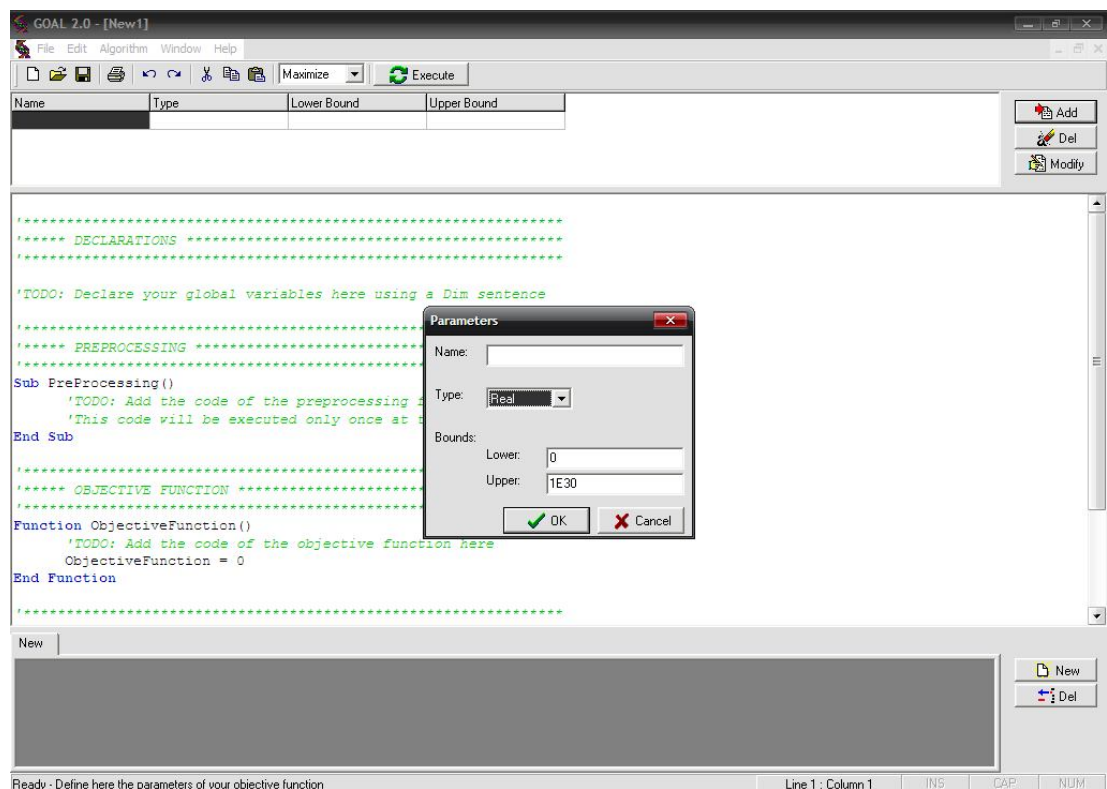 GOAL 2.0 - [New1]
File Edit Algorithm Window Help
Maximize Execute
Name Type Lower Bound Upper Bound
Add
Del
Modify
'****************************************************************
'***** DECLARATIONS ********************************************
'****************************************************************
'TODO: Declare your global variables here using a Dim sentence
'***********************************************
'***** PREPROCESSING ***************************
'***********************************************
Sub PreProcessing()
'TODO: Add the code of the preprocessing
'This code will be executed only once at
End Sub
'***********************************************
'***** OBJECTIVE FUNCTION **********************
'***********************************************
Function ObjectiveFunction()
'TODO: Add the code of the objective function here
ObjectiveFunction = 0
End Function
'****************************************************************
Parameters
Name:
Type: Real
Bounds:
Lower: 0
Upper: 1E30
OK Cancel
New
New
Del
Ready - Define here the parameters of your objective function Line 1 : Column 1 INS CAP NUM